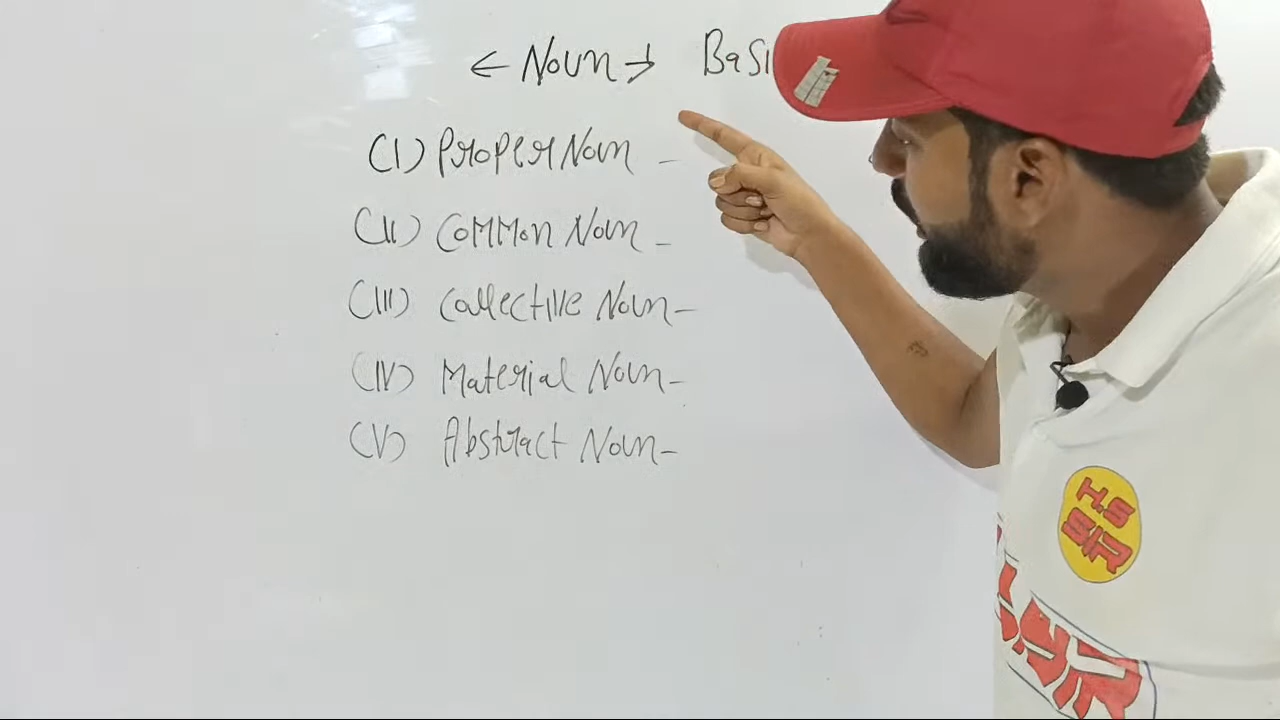 ← Noun → Basi
(I) Proper Noun -
(II) Common Noun -
(III) Collective Noun -
(IV) Material Noun -
(V) Abstract Noun -
H.S
SIR